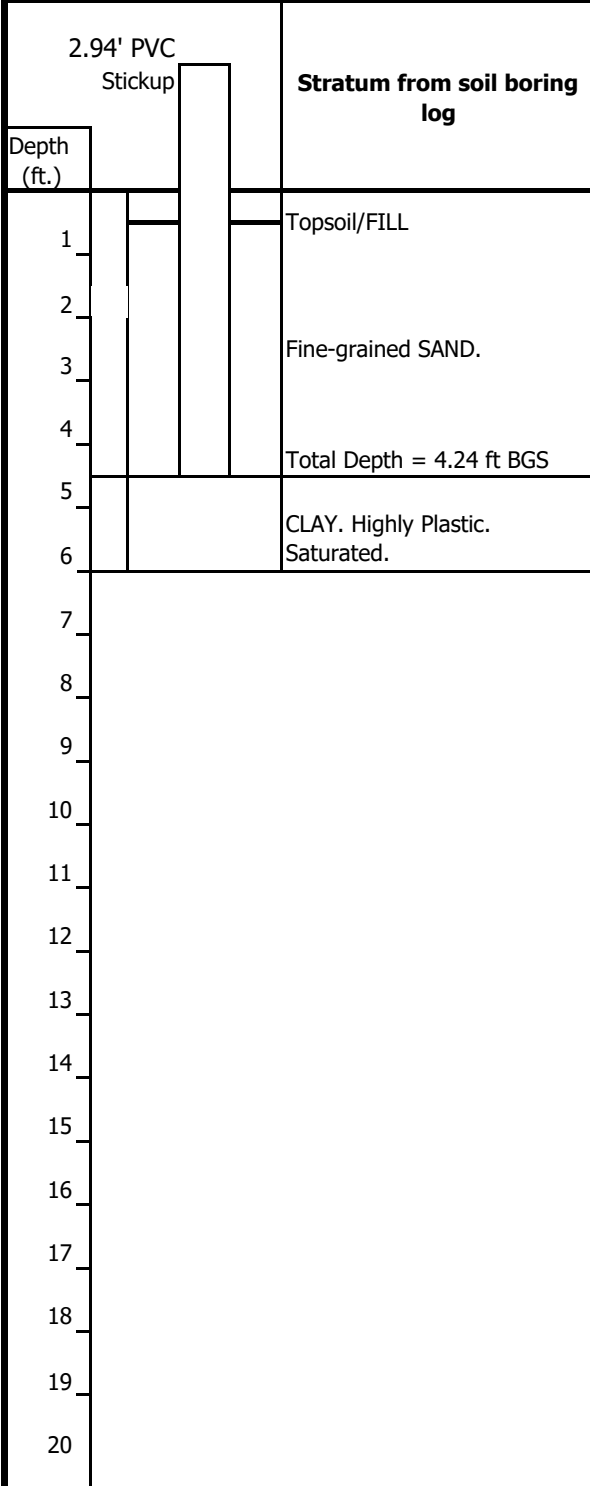 2.94' PVC
Stickup
Stratum from soil boring
log
Depth
(ft.)
Topsoil/FILL
1
2
Fine-grained SAND.
3
4
Total Depth = 4.24 ft BGS
5
CLAY. Highly Plastic.
Saturated.
6
7
8
9
10
11
12
13
14
15
16
17
18
19
20